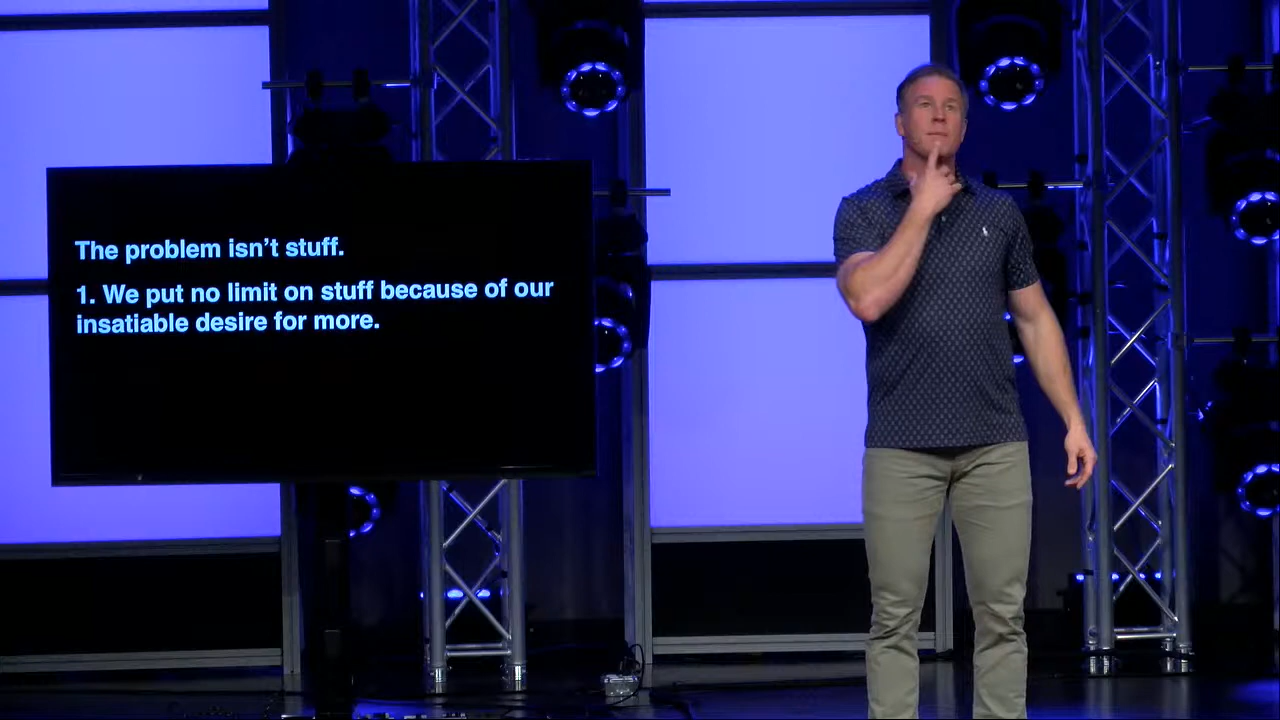 The problem isn’t stuff.
1. We put no limit on stuff because of our
insatiable desire for more.